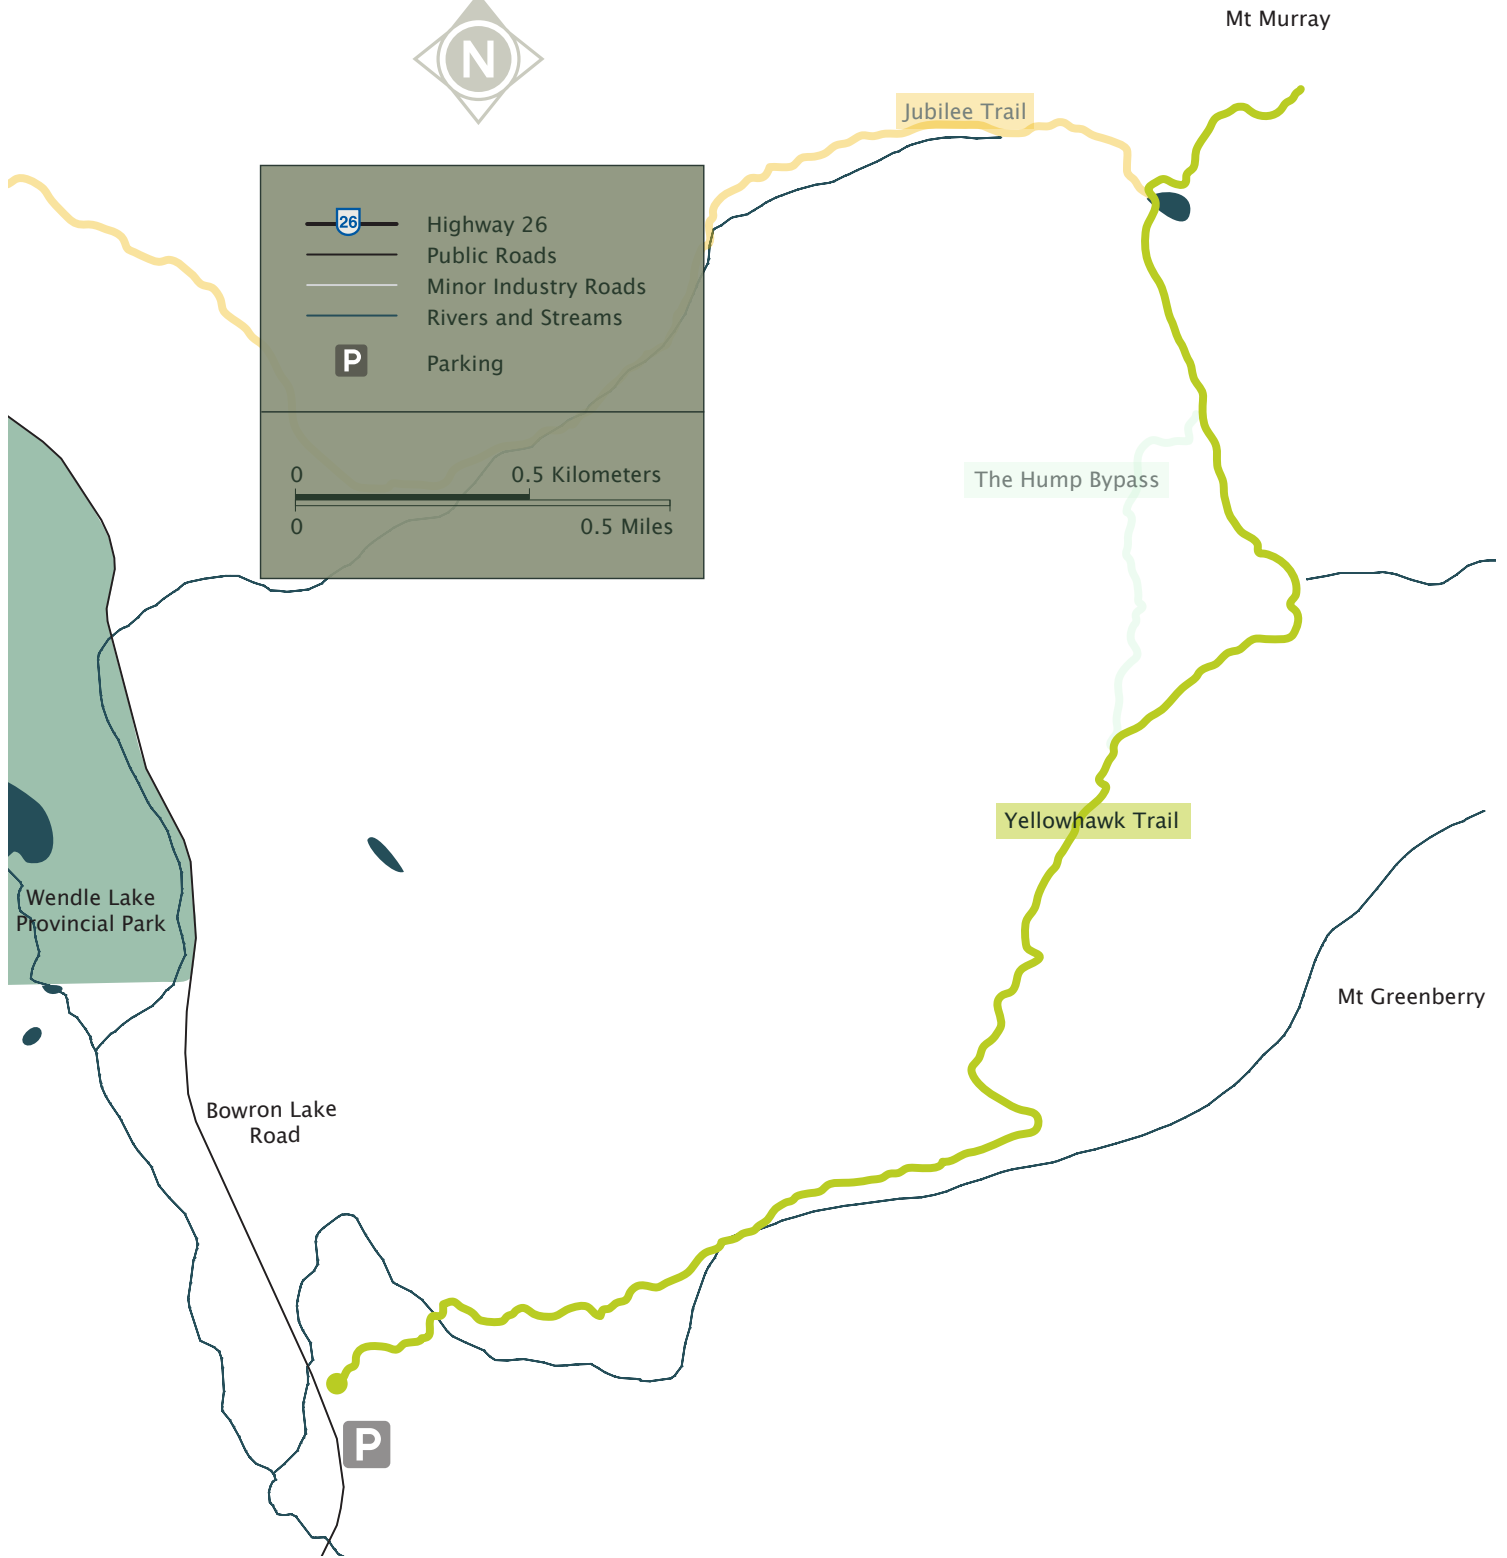 Mt Murray
N
Jubilee Trail
26
Highway 26
Public Roads
Minor Industry Roads
Rivers and Streams
P
Parking
0
0.5 Kilometers
0
0.5 Miles
The Hump Bypass
Yellowhawk Trail
Wendle Lake
Provincial Park
Mt Greenberry
Bowron Lake
Road
P